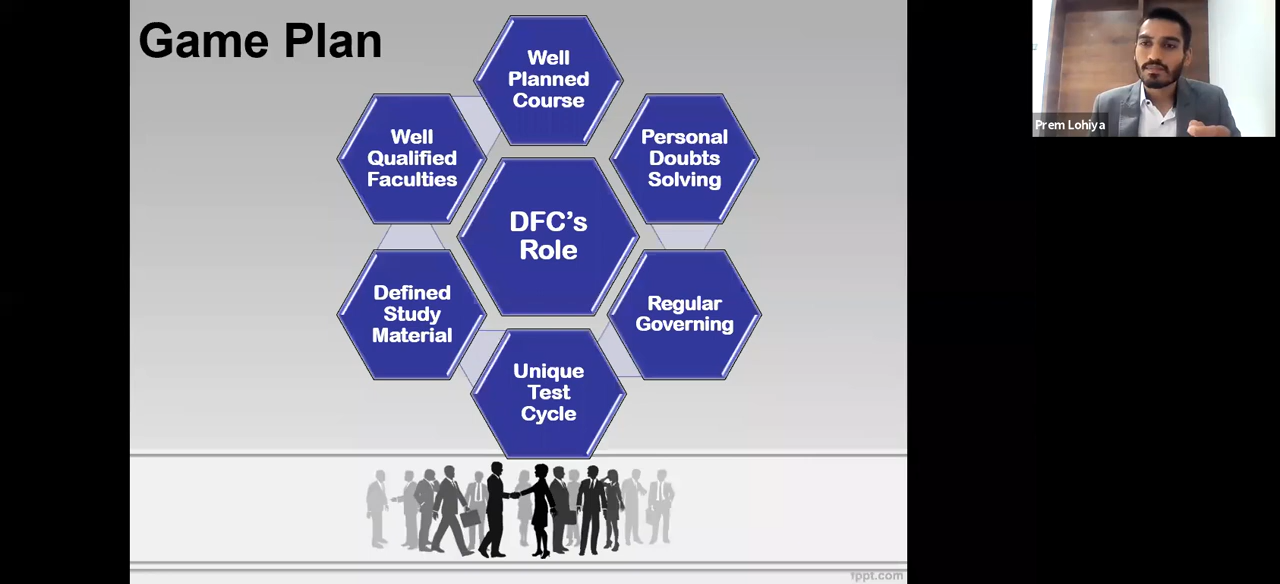 Game Plan
Well
Planned
Course
Well
Qualified
Faculties
Personal
Doubts
Solving
DFC's
Role
Defined
Study
Material
Regular
Governing
Unique
Test
Cycle
fppt.com
Prem Lohiya